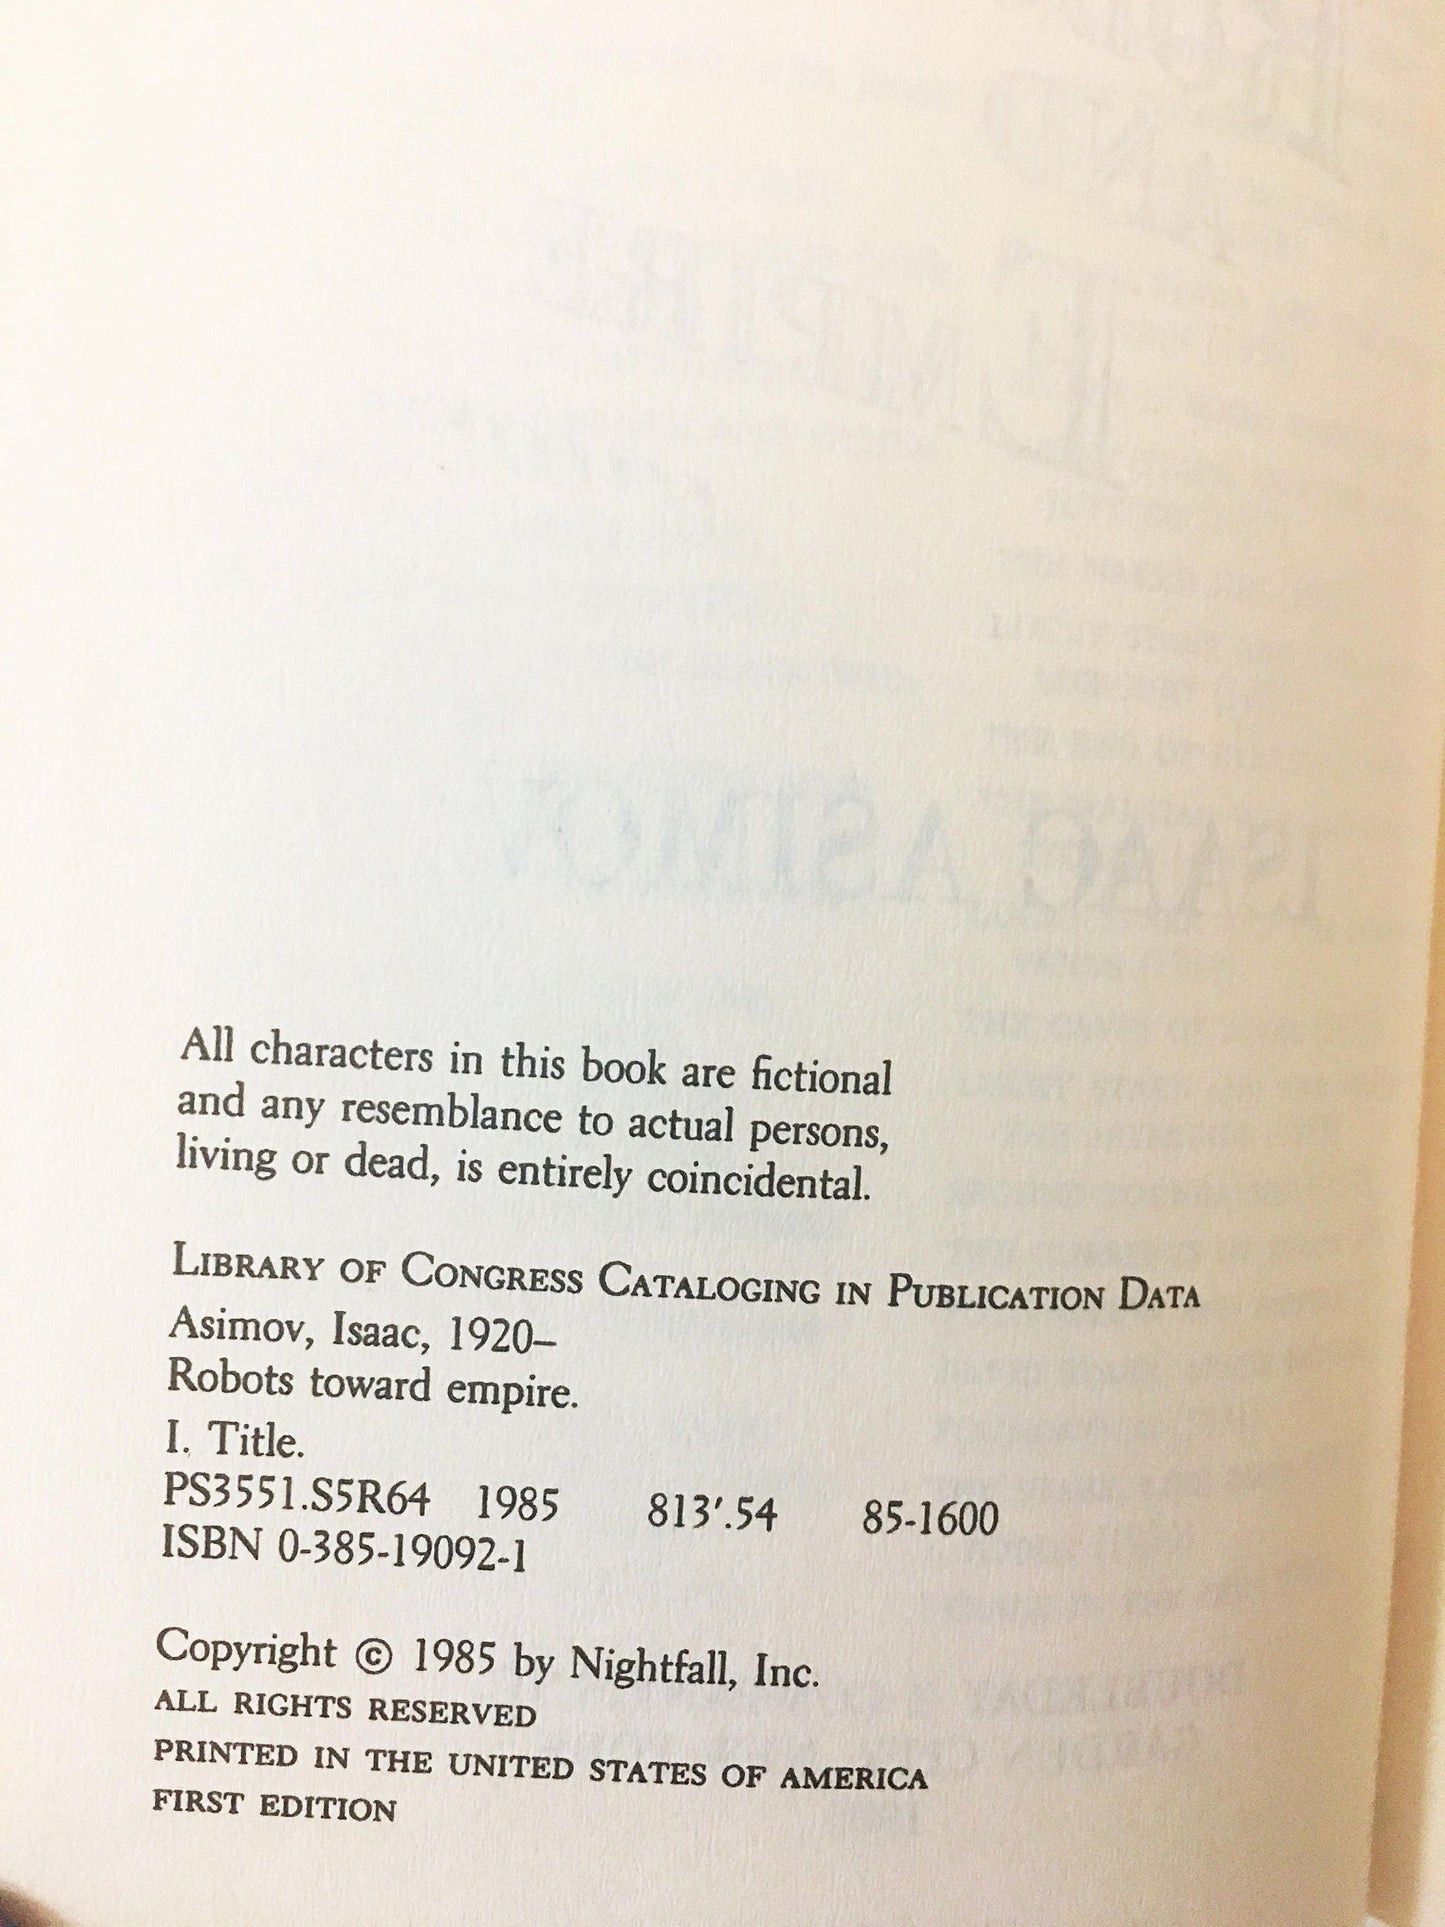 All characters in this book are fictional
and any resemblance to actual persons,
living or dead, is entirely coincidental.
LIBRARY OF CONGRESS CATALOGING IN PUBLICATION DATA
Asimov, Isaac, 1920–
Robots toward empire.
I. Title.
PS3551.S5R64 1985 813'.54 85-1600
ISBN 0-385-19092-1
Copyright © 1985 by Nightfall, Inc.
ALL RIGHTS RESERVED
PRINTED IN THE UNITED STATES OF AMERICA
FIRST EDITION